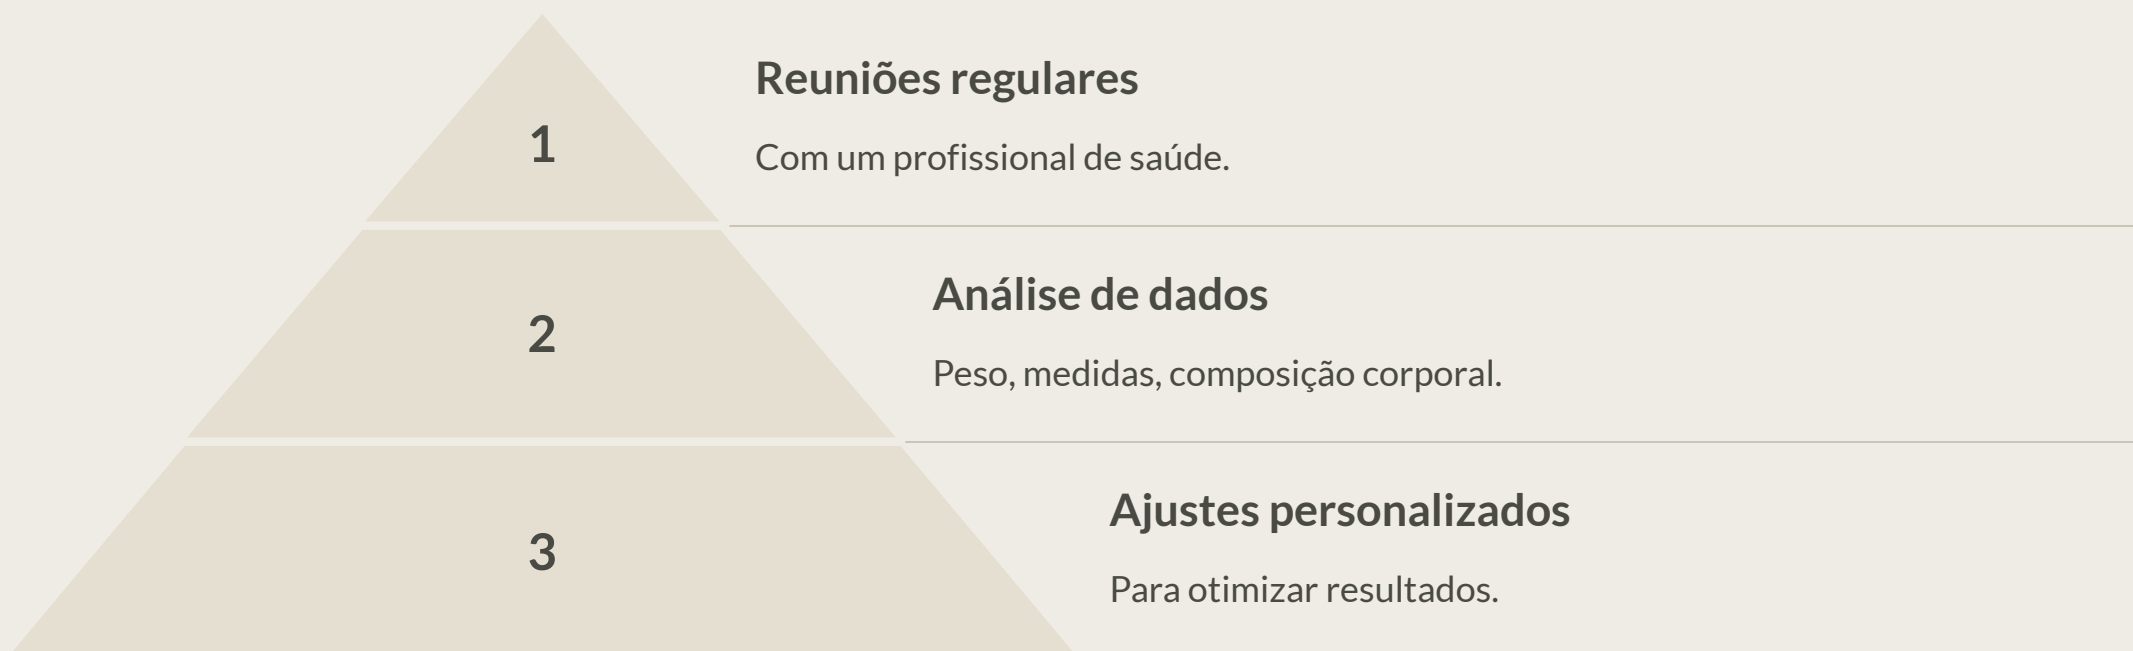 1
Reuniões regulares
Com um profissional de saúde.
2
Análise de dados
Peso, medidas, composição corporal.
3
Ajustes personalizados
Para otimizar resultados.